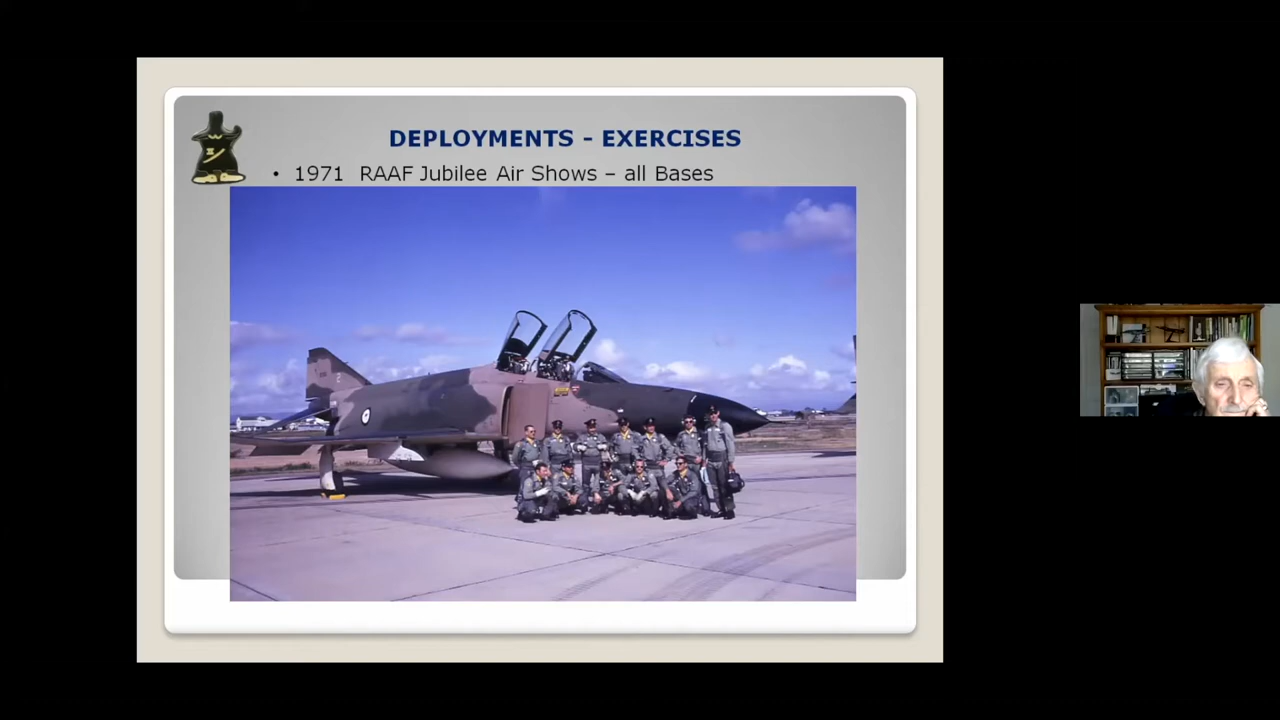 DEPLOYMENTS - EXERCISES
• 1971 RAAF Jubilee Air Shows – all Bases